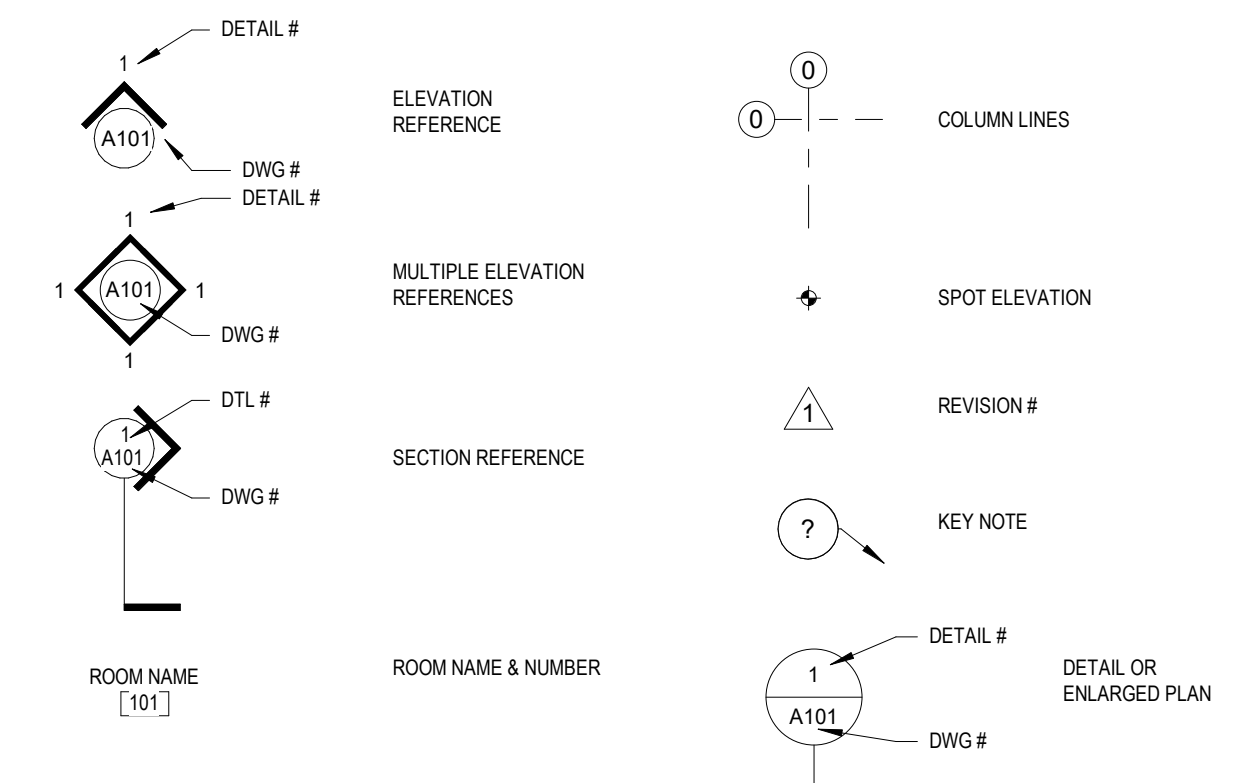 DETAIL #
1
A101
ELEVATION
REFERENCE
DWG #
DETAIL #
1
1
A101
1
MULTIPLE ELEVATION
REFERENCES
DWG #
1
DTL #
1
A101
SECTION REFERENCE
DWG #
ROOM NAME
101
ROOM NAME & NUMBER
0
0
COLUMN LINES
SPOT ELEVATION
1
REVISION #
?
KEY NOTE
DETAIL #
1
A101
DETAIL OR
ENLARGED PLAN
DWG #